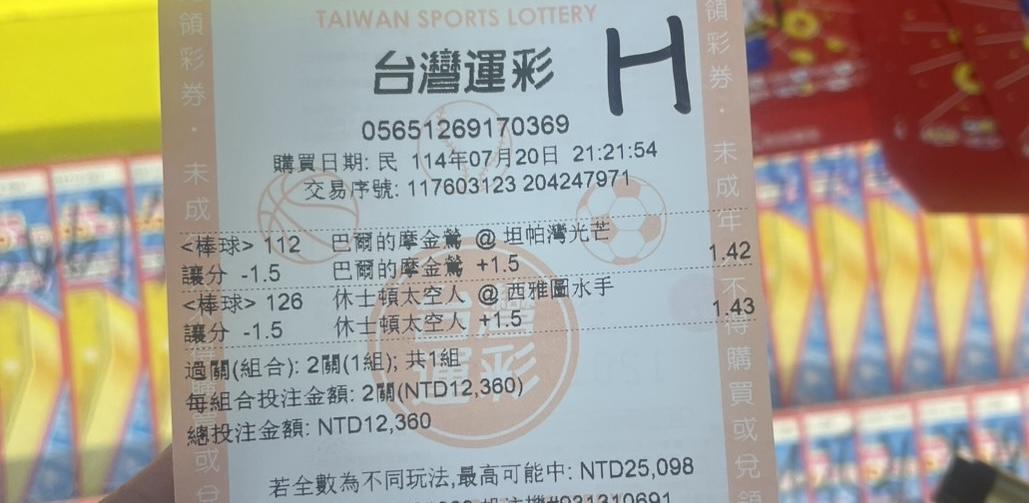 TAIWAN SPORTS LOTTERY
H
台灣運彩
05651269170369
購買日期: 民 114年07月20日 21:21:54
交易序號: 117603123 204247971
<棒球> 112 巴爾的摩金鶯 @ 坦帕灣光芒
讓分 -1.5 巴爾的摩金鶯 +1.5 1.42
<棒球> 126 休士頓太空人 @ 西雅圖水手
讓分 -1.5 休士頓太空人 +1.5 1.43
過關(組合): 2關(1組); 共1組
每組合投注金額: 2關(NTD12,360)
總投注金額: NTD12,360
若全數為不同玩法,最高可能中: NTD25,098
領彩券・未成
領彩券・未成年不得購買或兌領